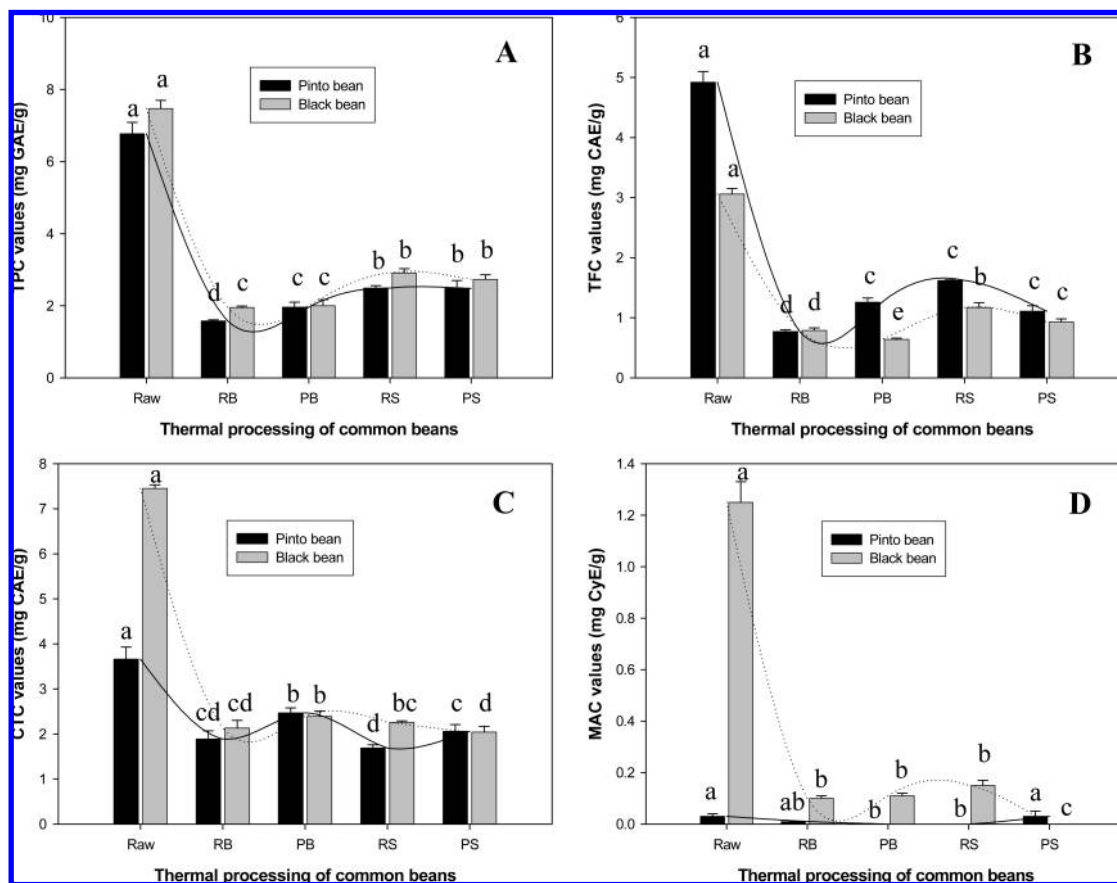 A
Pinto bean
Black bean
TPC values (mg GAE/g)
10
8
6
4
2
0
a a
d c
c c
b b
b b
Raw RB PB RS PS
Thermal processing of common beans
B
Pinto bean
Black bean
TFC values (mg CAE/g)
6
5
4
3
2
1
0
a a
d d
c e
c b
c c
Raw RB PB RS PS
Thermal processing of common beans
C
Pinto bean
Black bean
CTC values (mg CAE/g)
8
7
6
5
4
3
2
1
0
a a
cd cd
b b
d bc
c d
Raw RB PB RS PS
Thermal processing of common beans
D
Pinto bean
Black bean
MAC values (mg CyE/g)
1.4
1.2
1.0
0.8
0.6
0.4
0.2
0.0
a a
ab b
b b
b b
a c
Raw RB PB RS PS
Thermal processing of common beans